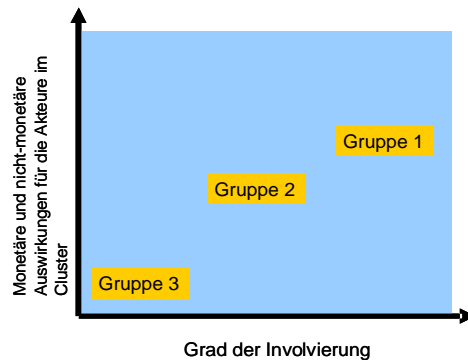 Monetäre und nicht-monetäre
Auswirkungen für die Akteure im
Cluster
Gruppe 1
Gruppe 2
Gruppe 3
Grad der Involvierung